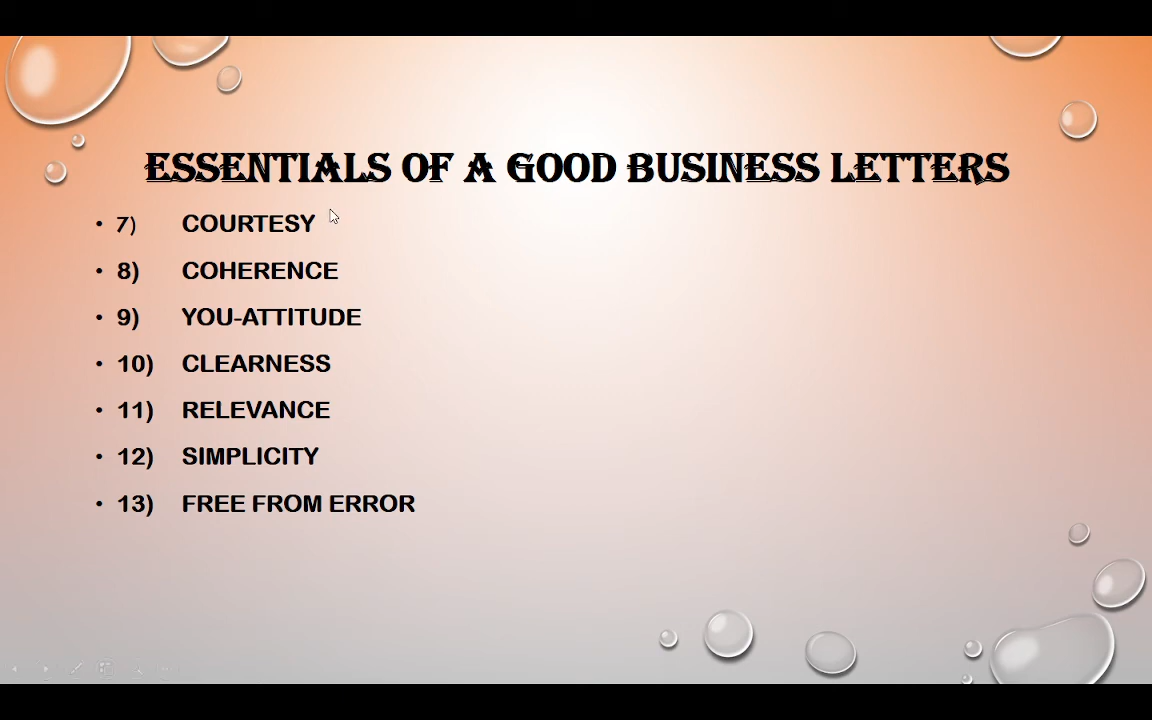 ESSENTIALS OF A GOOD BUSINESS LETTERS
• 7) COURTESY
• 8) COHERENCE
• 9) YOU-ATTITUDE
• 10) CLEARNESS
• 11) RELEVANCE
• 12) SIMPLICITY
• 13) FREE FROM ERROR